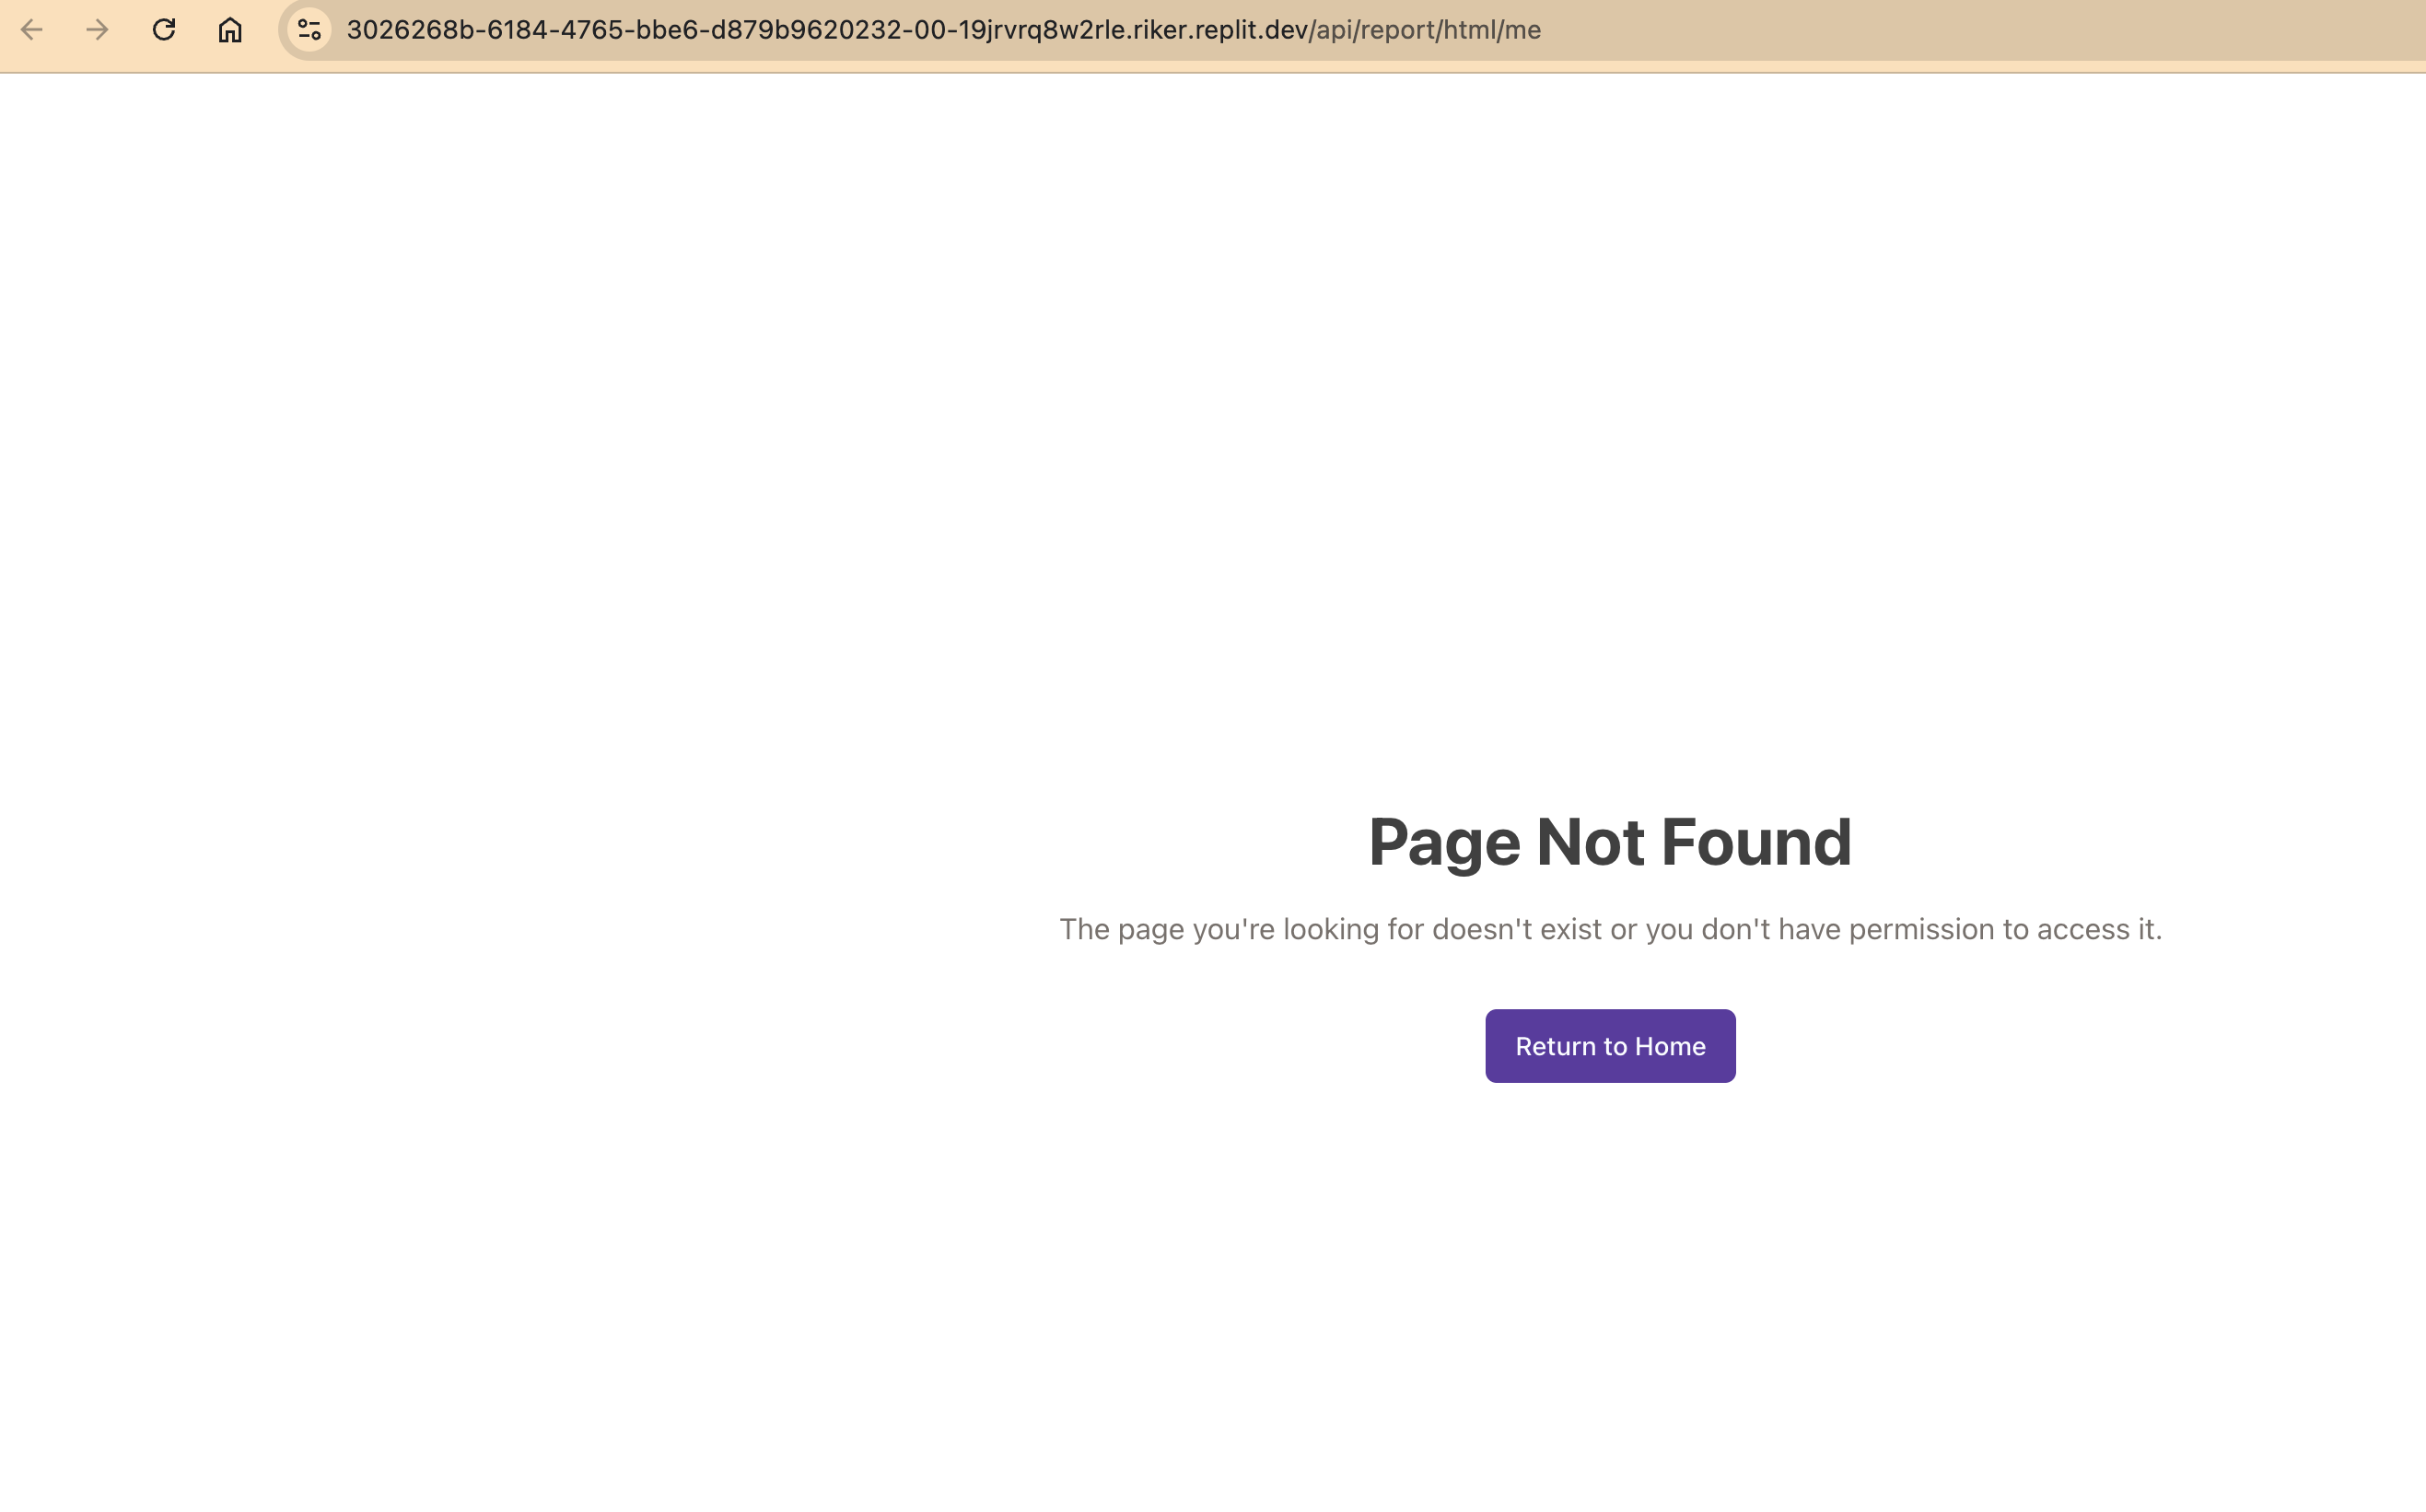 3026268b-6184-4765-bbe6-d879b9620232-00-19jrvrq8w2rle.riker.replit.dev/api/report/html/me
Page Not Found
The page you're looking for doesn't exist or you don't have permission to access it.
Return to Home